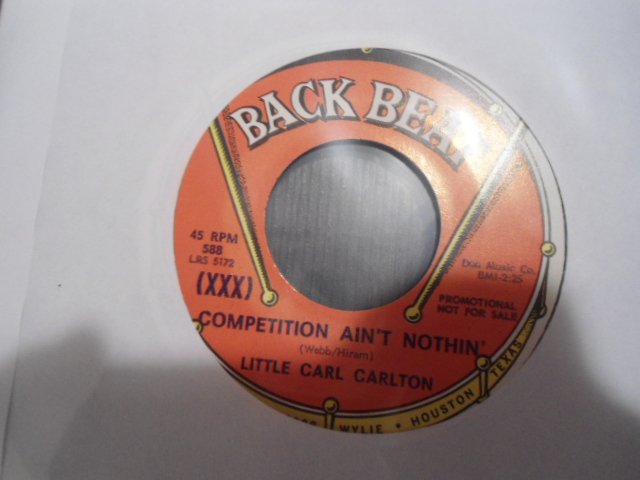 BACK BEAT
45 RPM
588
LRS 5172
(XXX)
Don Music Co.
BMI-2:25
PROMOTIONAL
NOT FOR SALE
COMPETITION AIN'T NOTHIN'
(Webb/Hiram)
LITTLE CARL CARLTON
WYLIE • HOUSTON, TEXAS